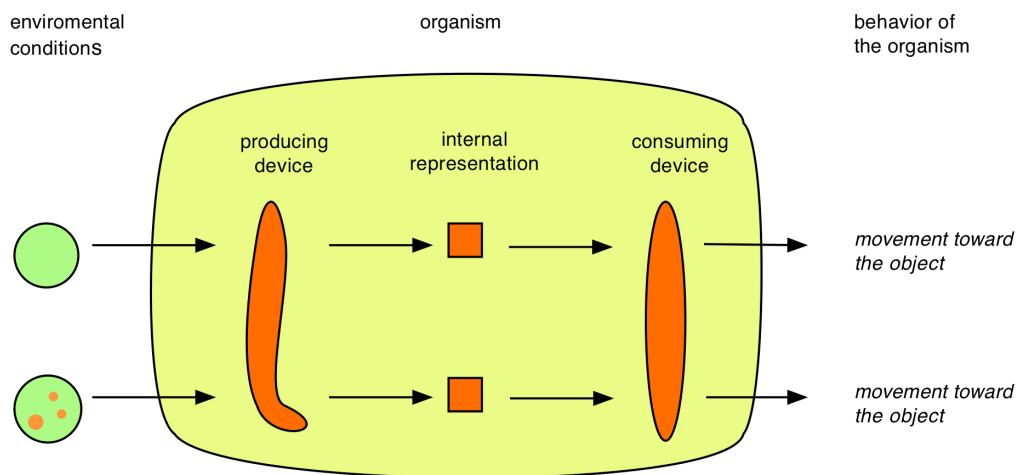 enviromental
conditions
organism
behavior of
the organism
producing
device
internal
representation
consuming
device
movement toward
the object
movement toward
the object